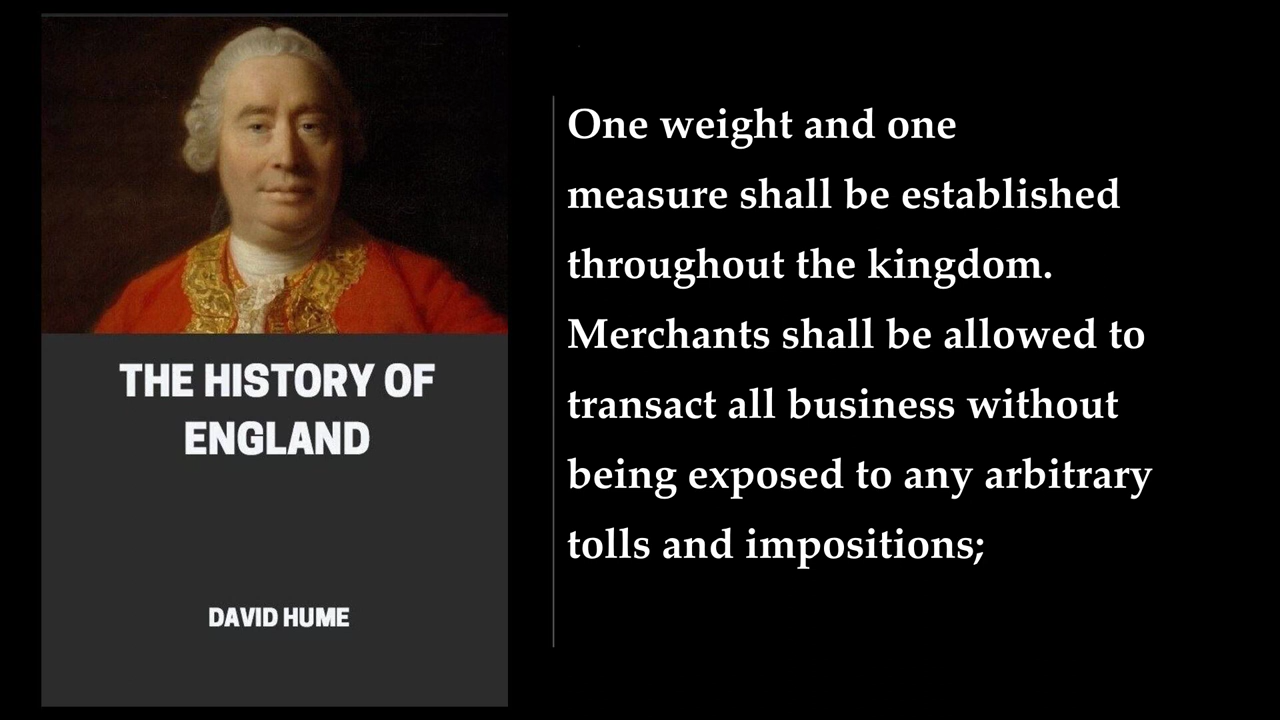 THE HISTORY OF
ENGLAND
DAVID HUME
One weight and one
measure shall be established
throughout the kingdom.
Merchants shall be allowed to
transact all business without
being exposed to any arbitrary
tolls and impositions;